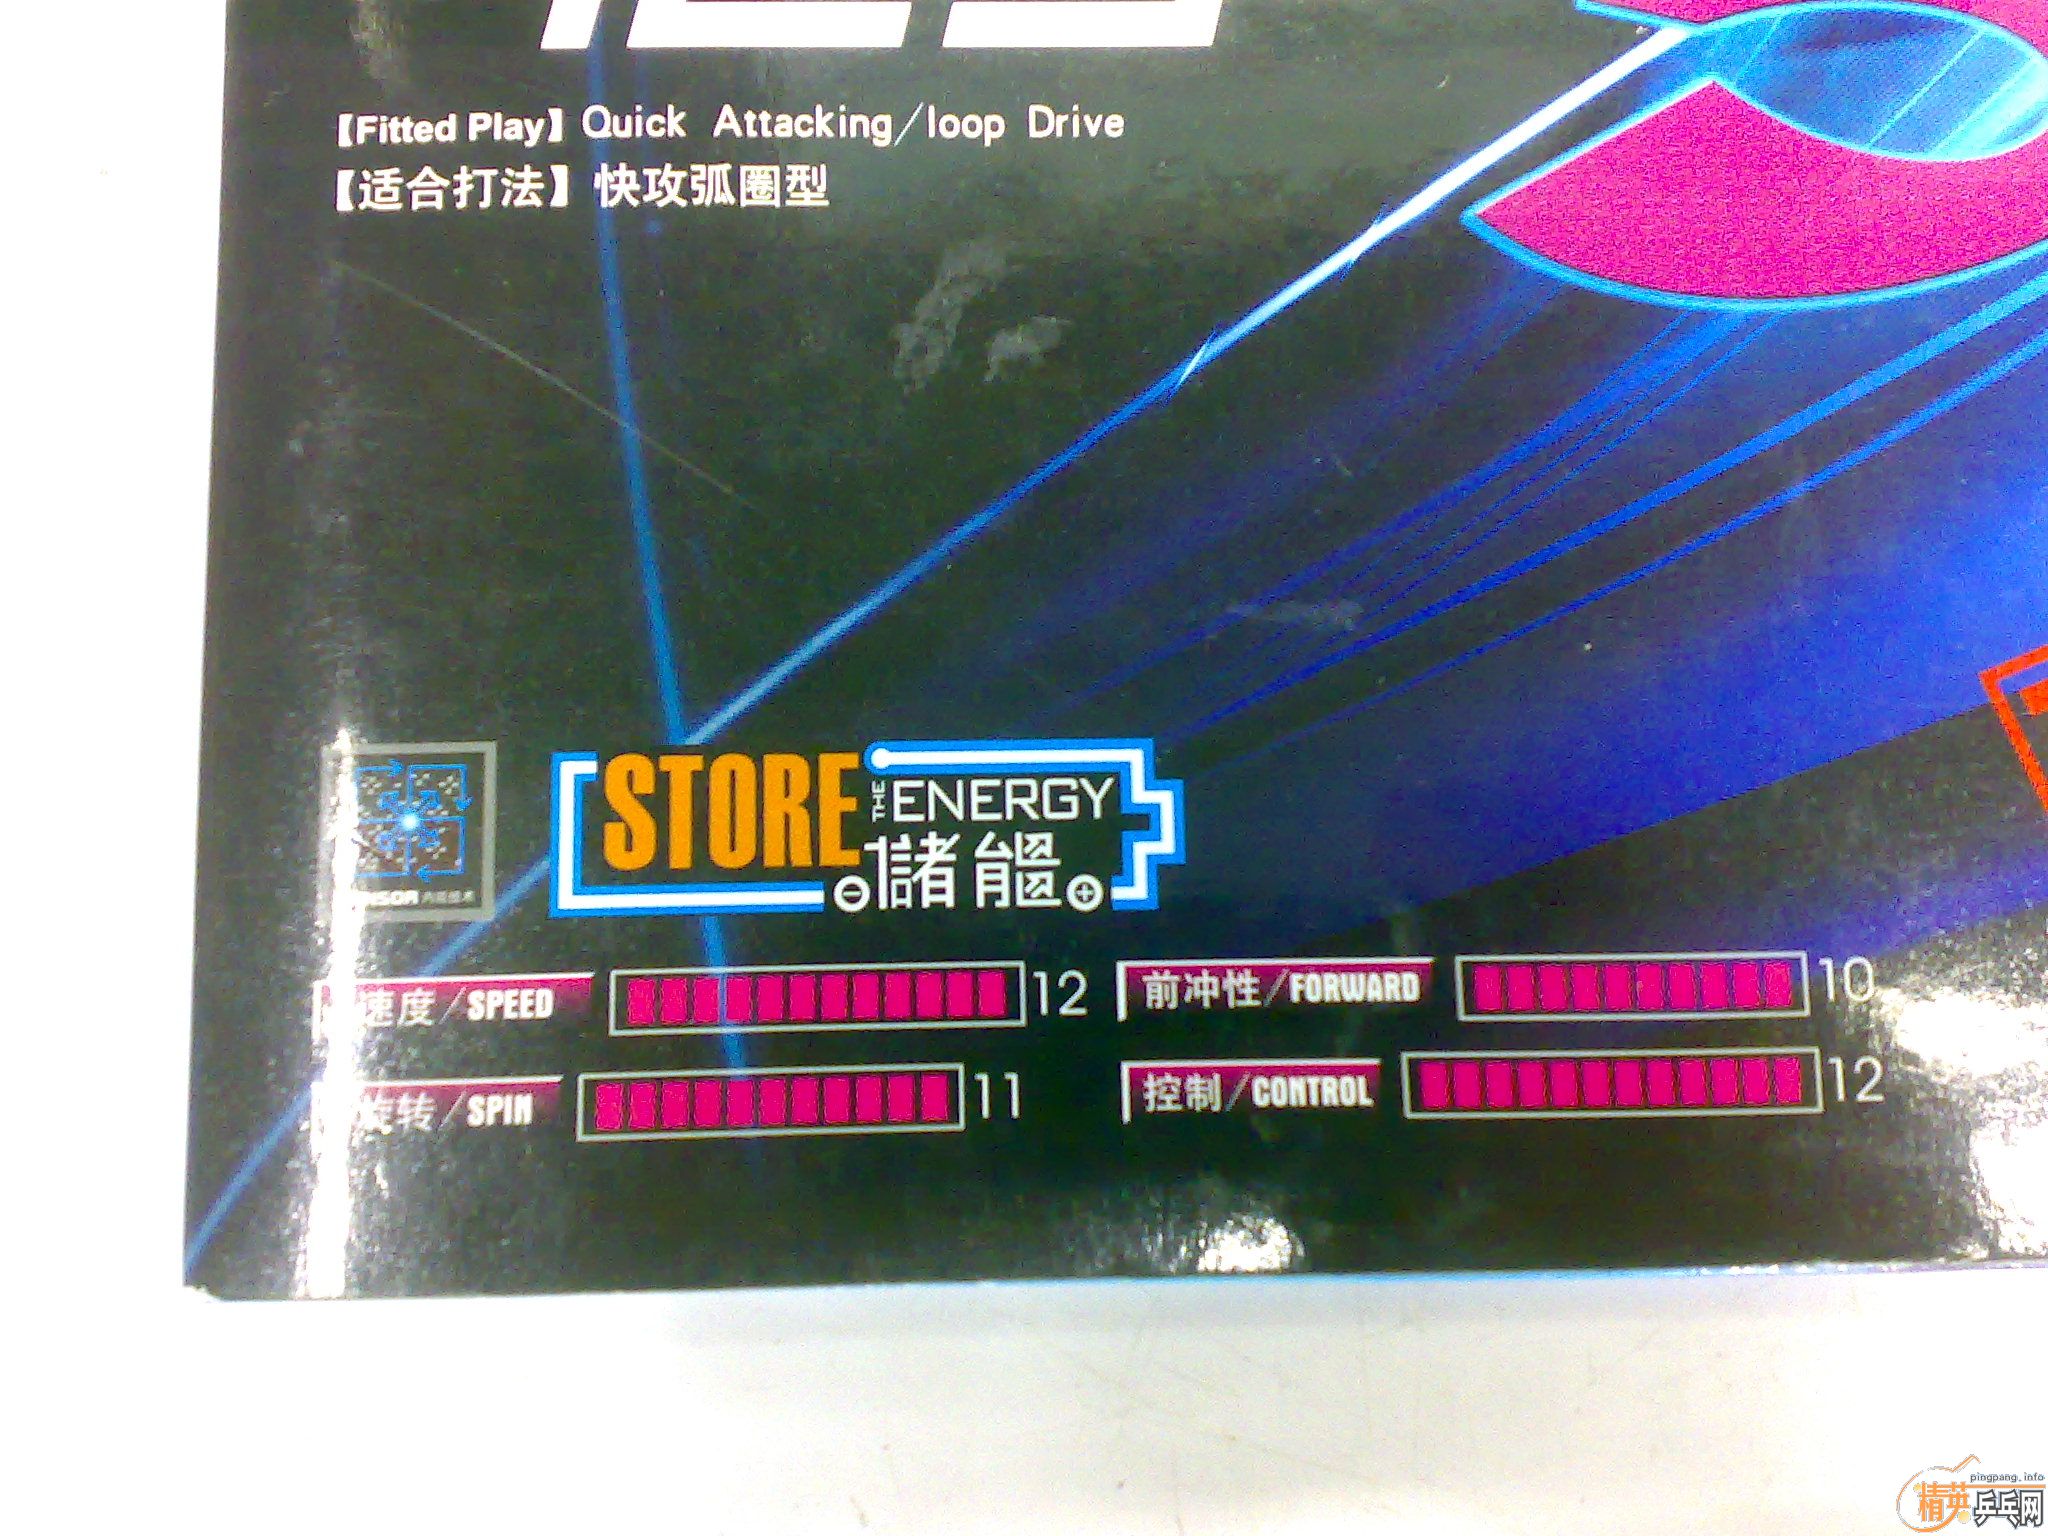 【Fitted Play】 Quick Attacking/loop Drive
【适合打法】 快攻弧圈型
STORE THE ENERGY
儲能
速度/SPEED 12
前冲性/FORWARD 10
旋转/SPIN 11
控制/CONTROL 12
pingpang.info
精英乒乓网